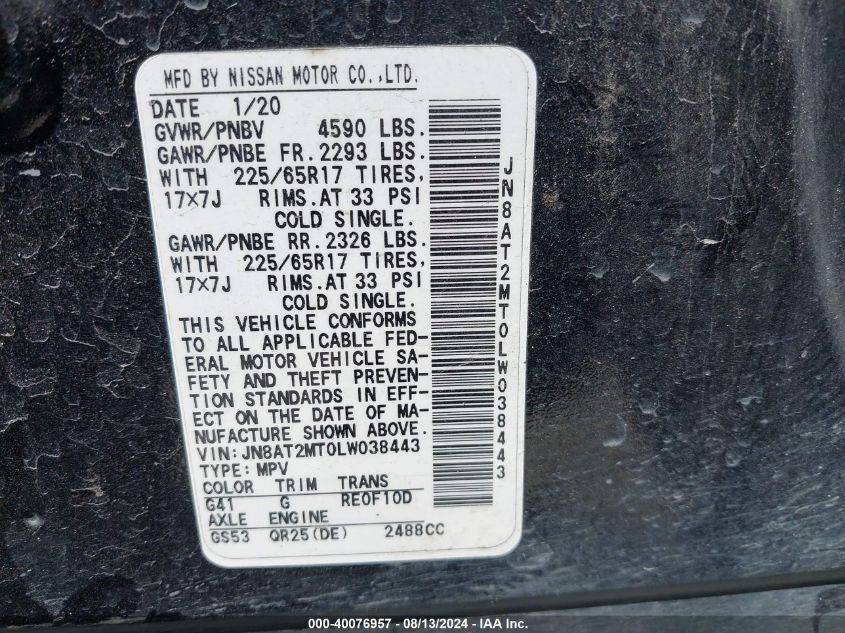 MFD BY NISSAN MOTOR CO.,LTD.
DATE 1/20
GVWR/PNBV 4590 LBS.
GAWR/PNBE FR.2293 LBS.
WITH 225/65R17 TIRES,
17×7J RIMS.AT 33 PSI
COLD SINGLE.
GAWR/PNBE RR.2326 LBS.
WITH 225/65R17 TIRES,
17×7J RIMS.AT 33 PSI
COLD SINGLE.
THIS VEHICLE CONFORMS
TO ALL APPLICABLE FED-
ERAL MOTOR VEHICLE SA-
FETY AND THEFT PREVEN-
TION STANDARDS IN EFF-
ECT ON THE DATE OF MA-
NUFACTURE SHOWN ABOVE.
VIN:JN8AT2MT0LW038443
TYPE:MPV
COLOR TRIM TRANS
G41 G RE0F10D
AXLE ENGINE
GS53 QR25(DE) 2488CC
JN8AT2MT0LW038443
000-40076957 - 08/13/2024 - IAA Inc.